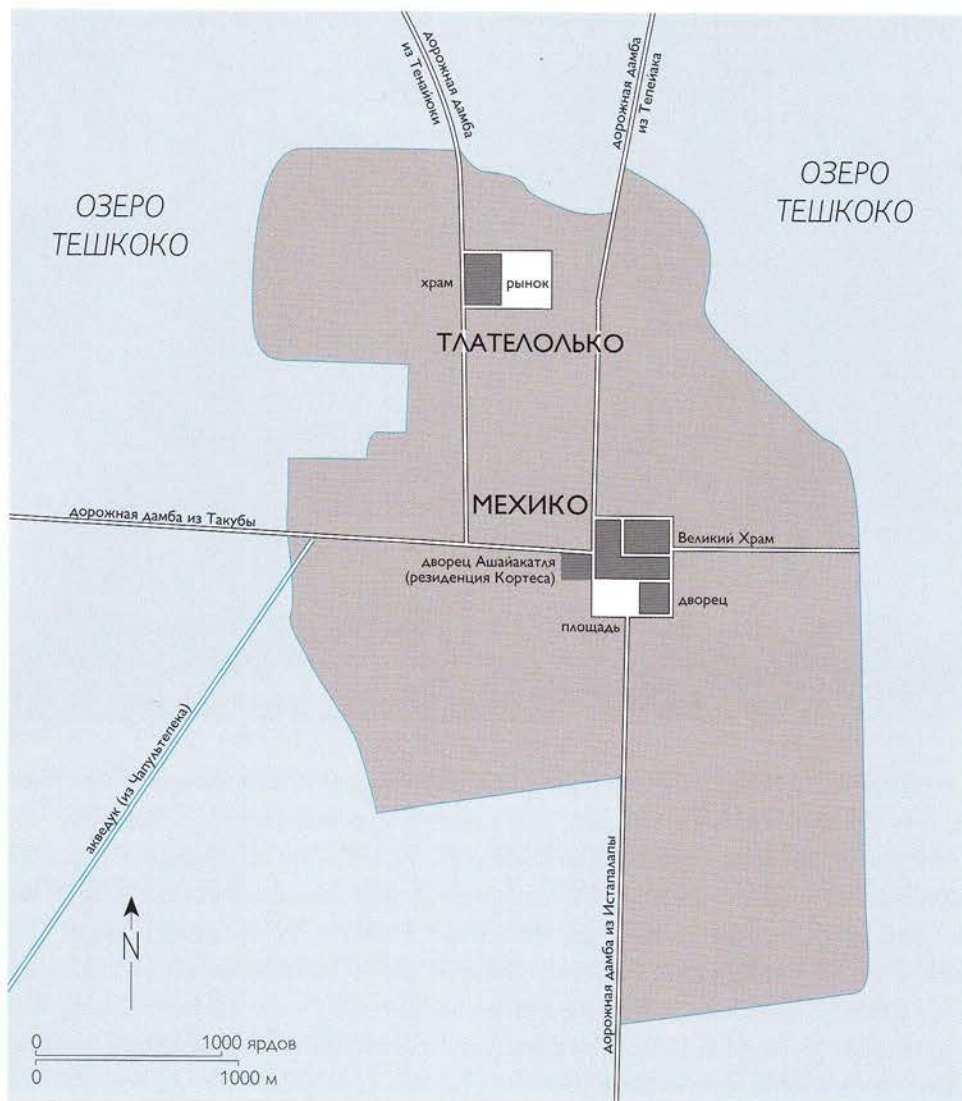 дорожная дамба
из Тенайюки
дорожная дамба
из Тепейака
ОЗЕРО
ТЕШКОКО
ОЗЕРО
ТЕШКОКО
храм
рынок
ТЛАТЕЛОЛЬКО
МЕХИКО
дорожная дамба из Такубы
Великий Храм
дворец Ашайакатля
(резиденция Кортеса)
дворец
площадь
акведук (из Чапультепека)
дорожная дамба из Истапалапы
N
0 1000 ярдов
0 1000 м